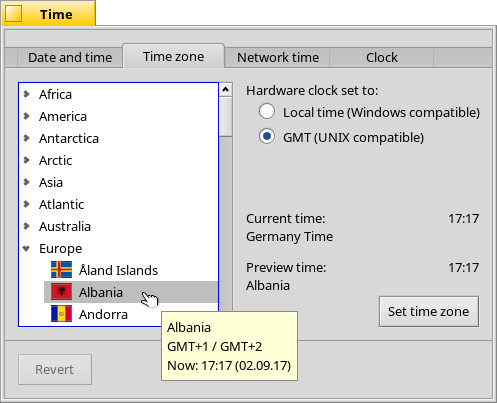 Time
Date and time
Time zone
Network time
Clock
Africa
America
Antarctica
Arctic
Asia
Atlantic
Australia
Europe
Åland Islands
Albania
Andorra
Hardware clock set to:
Local time (Windows compatible)
GMT (UNIX compatible)
Current time: 17:17
Germany Time
Preview time: 17:17
Albania
Set time zone
Albania
GMT+1 / GMT+2
Now: 17:17 (02.09.17)
Revert